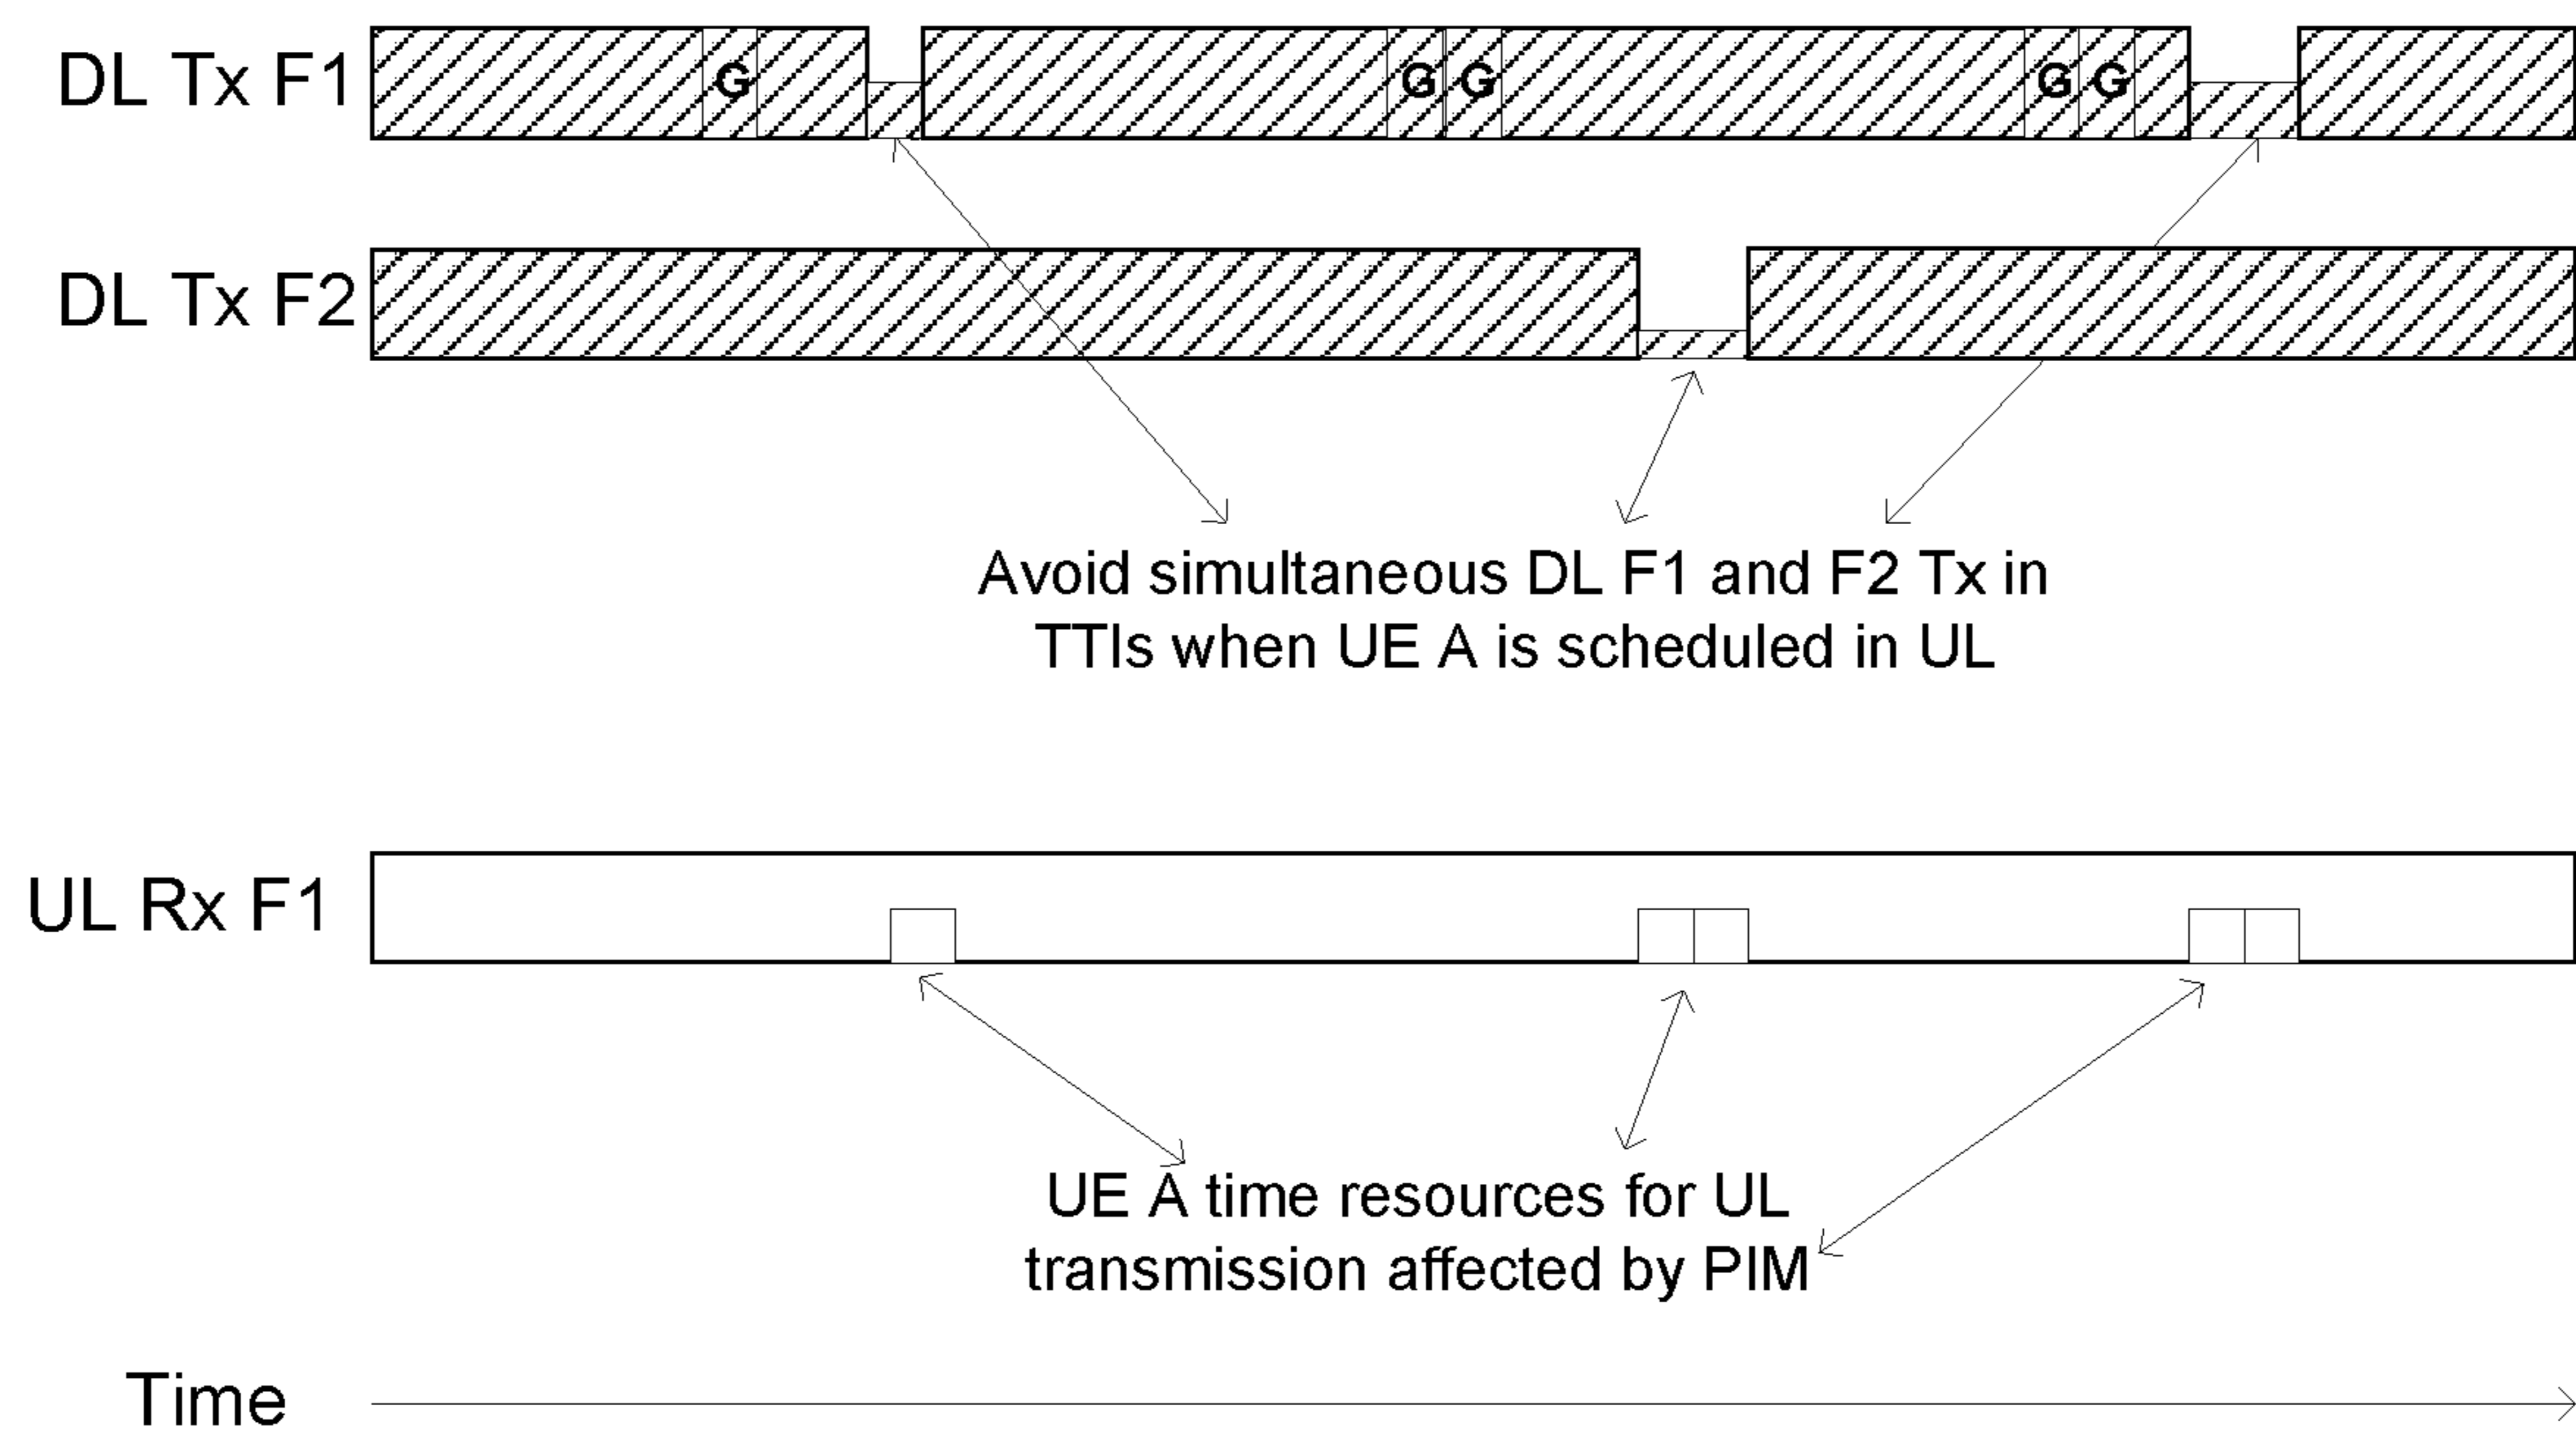 DL Tx F1
G
G G
G G
DL Tx F2
Avoid simultaneous DL F1 and F2 Tx in
TTIs when UE A is scheduled in UL
UL Rx F1
UE A time resources for UL
transmission affected by PIM
Time